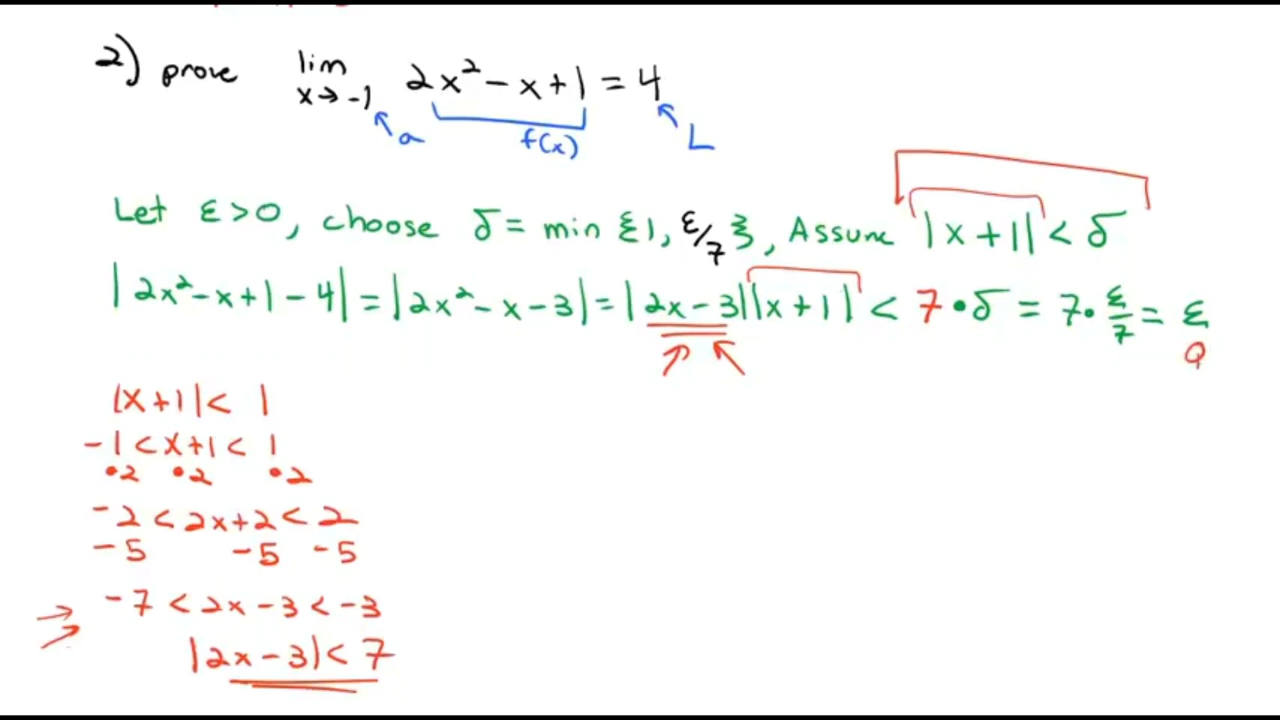 2) prove lim x→-1 2x² - x + 1 = 4
a f(x) L
Let ε > 0, choose δ = min {1, ε/7}, Assume |x + 1| < δ
|2x² - x + 1 - 4| = |2x² - x - 3| = |2x - 3||x + 1| < 7 • δ = 7 • ε/7 = ε
|x + 1| < 1
-1 < x + 1 < 1
•2 •2 •2
-2 < 2x + 2 < 2
-5 -5 -5
-7 < 2x - 3 < -3
|2x - 3| < 7